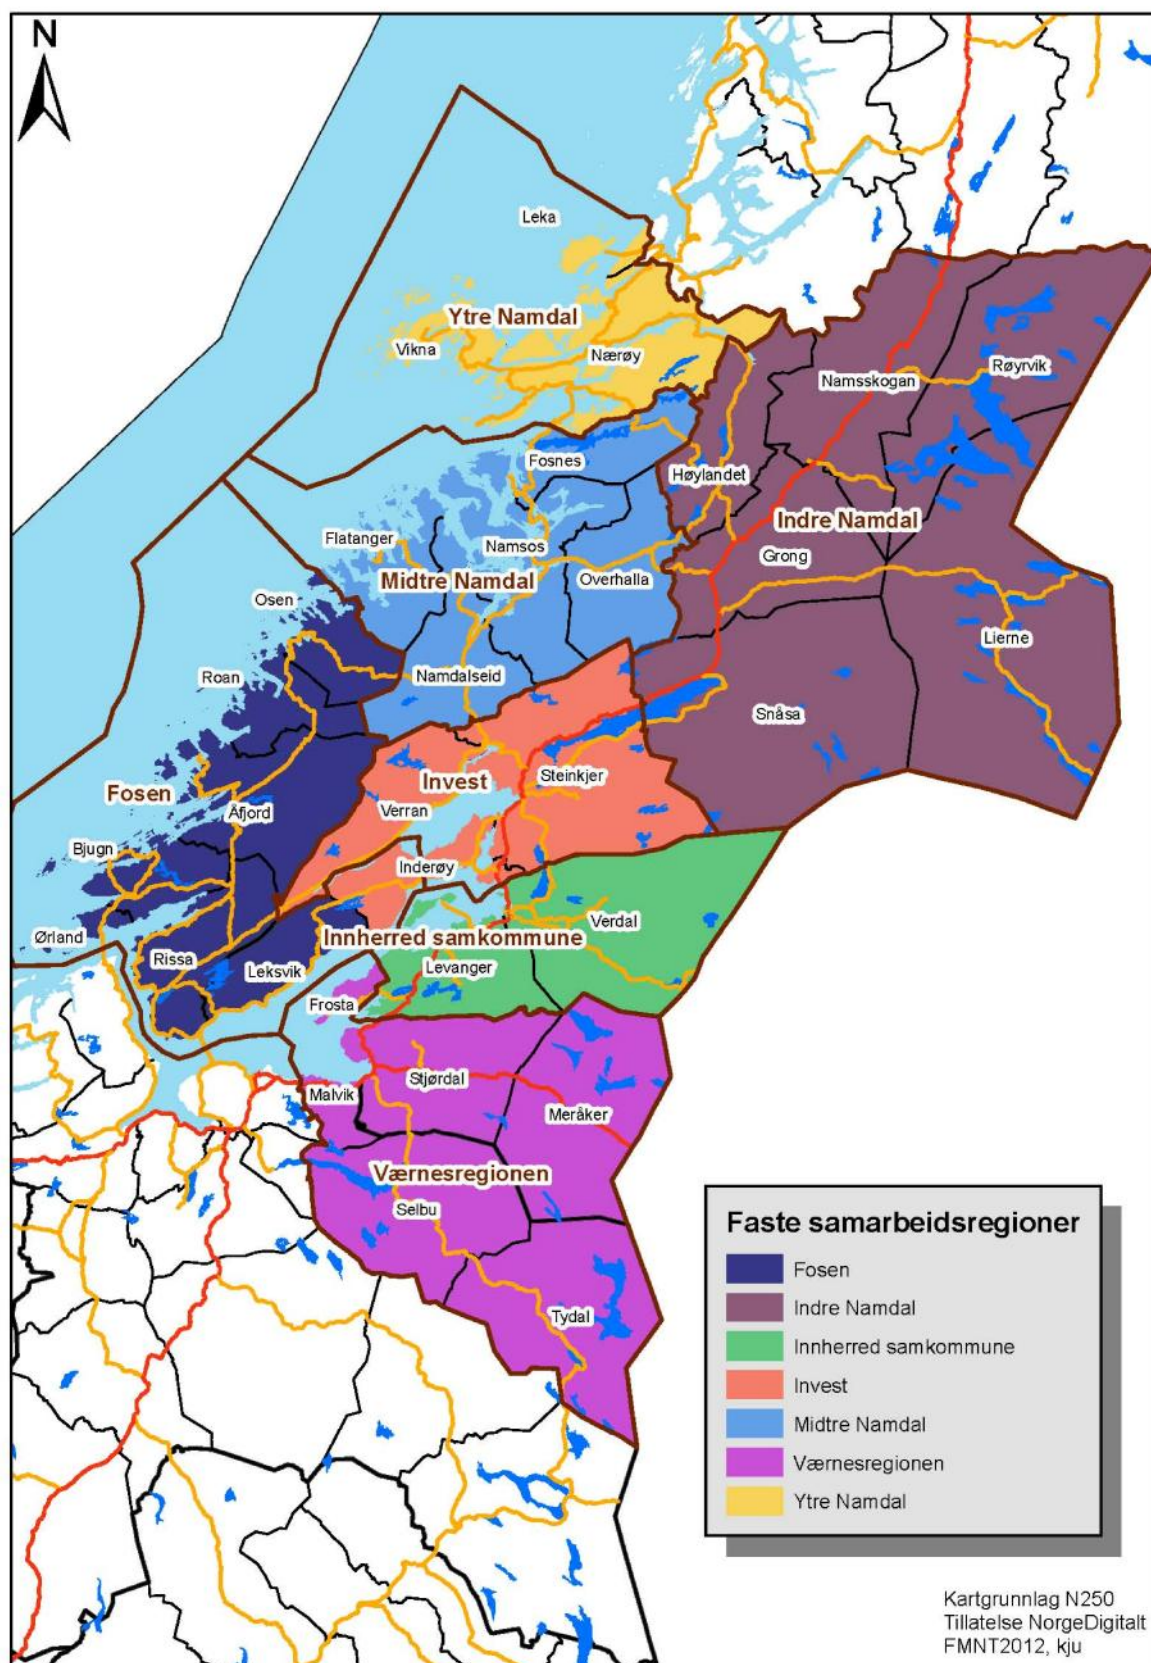 N
Leka
Ytre Namdal
Vikna
Nærøy
Namsskogan
Røyrvik
Fosnes
Høylandet
Indre Namdal
Flatanger
Namsos
Grong
Midtre Namdal
Overhalla
Osen
Lierne
Roan
Namdalseid
Snåsa
Fosen
Invest
Steinkjer
Åfjord
Verran
Bjugn
Inderøy
Verdal
Ørland
Innherred samkommune
Rissa
Leksvik
Levanger
Frosta
Stjørdal
Malvik
Meråker
Værnesregionen
Selbu
Tydal
Faste samarbeidsregioner
Fosen
Indre Namdal
Innherred samkommune
Invest
Midtre Namdal
Værnesregionen
Ytre Namdal
Kartgrunnlag N250
Tillatelse NorgeDigitalt
FMNT2012, kju